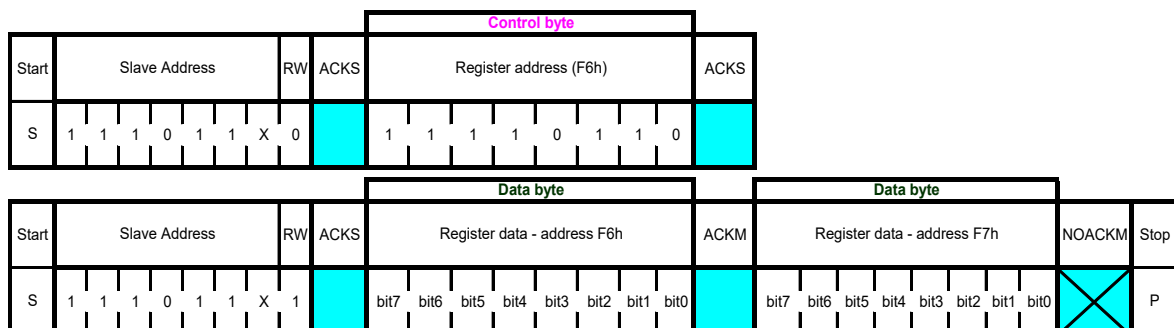 Control byte
Start Slave Address RW ACKS Register address (F6h) ACKS
S 1 1 1 0 1 1 X 0 1 1 1 1 0 1 1 0
Data byte Data byte
Start Slave Address RW ACKS Register data - address F6h ACKM Register data - address F7h NOACKM Stop
S 1 1 1 0 1 1 X 1 bit7 bit6 bit5 bit4 bit3 bit2 bit1 bit0 bit7 bit6 bit5 bit4 bit3 bit2 bit1 bit0 P